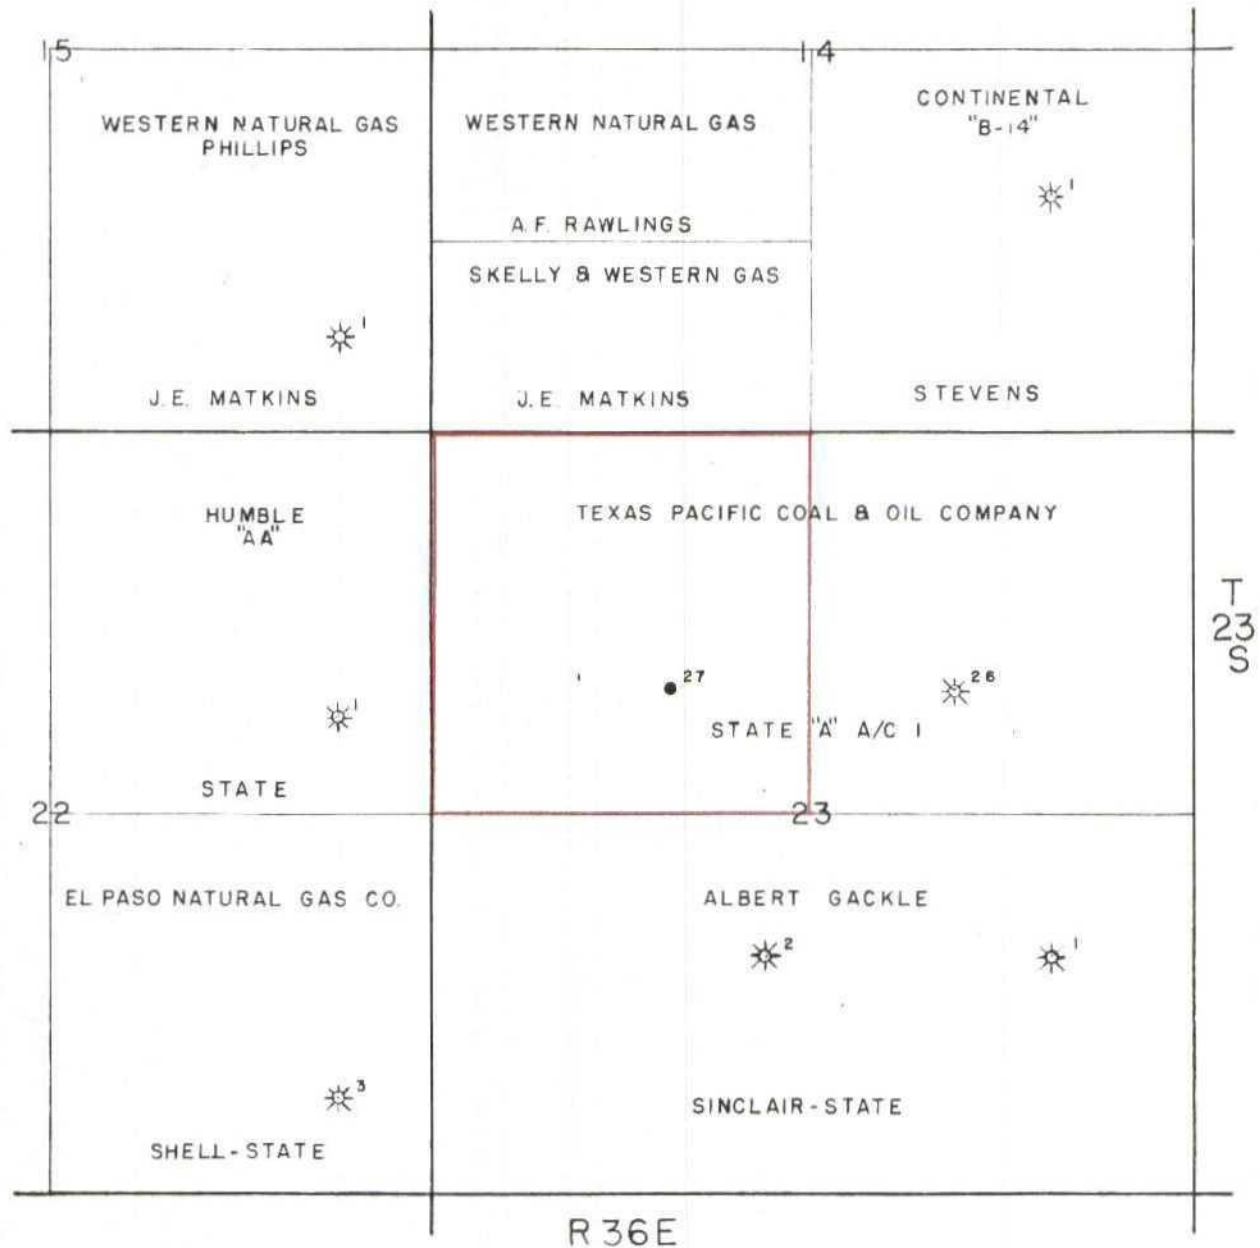 15
14
WESTERN NATURAL GAS
PHILLIPS
1
J.E. MATKINS
WESTERN NATURAL GAS
A.F. RAWLINGS
SKELLY & WESTERN GAS
J.E. MATKINS
CONTINENTAL
"B-14"
1
STEVENS
HUMBLE
"AA"
1
STATE
22
TEXAS PACIFIC COAL & OIL COMPANY
27
26
STATE "A" A/C 1
23
T
23
S
EL PASO NATURAL GAS CO.
3
SHELL-STATE
ALBERT GACKLE
2
1
SINCLAIR-STATE
R 36E